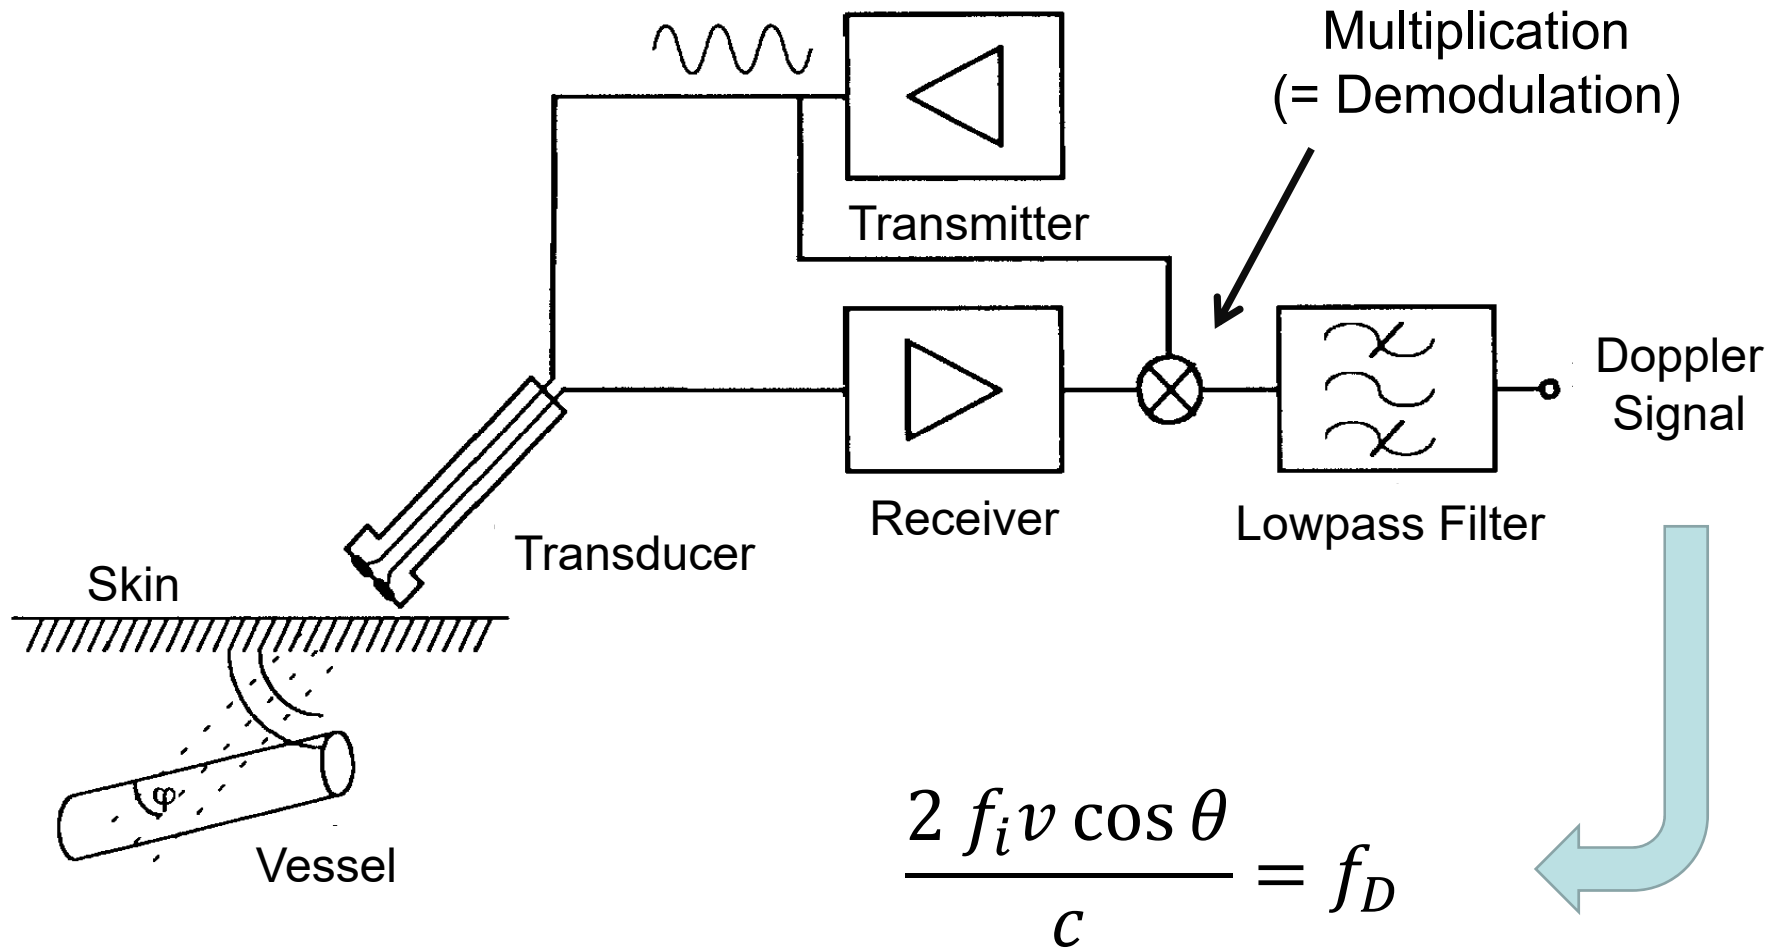 Multiplication
(= Demodulation)
Transmitter
Doppler
Signal
Receiver
Lowpass Filter
Transducer
Skin
φ
Vessel
2 f_i v cos θ
c
= f_D